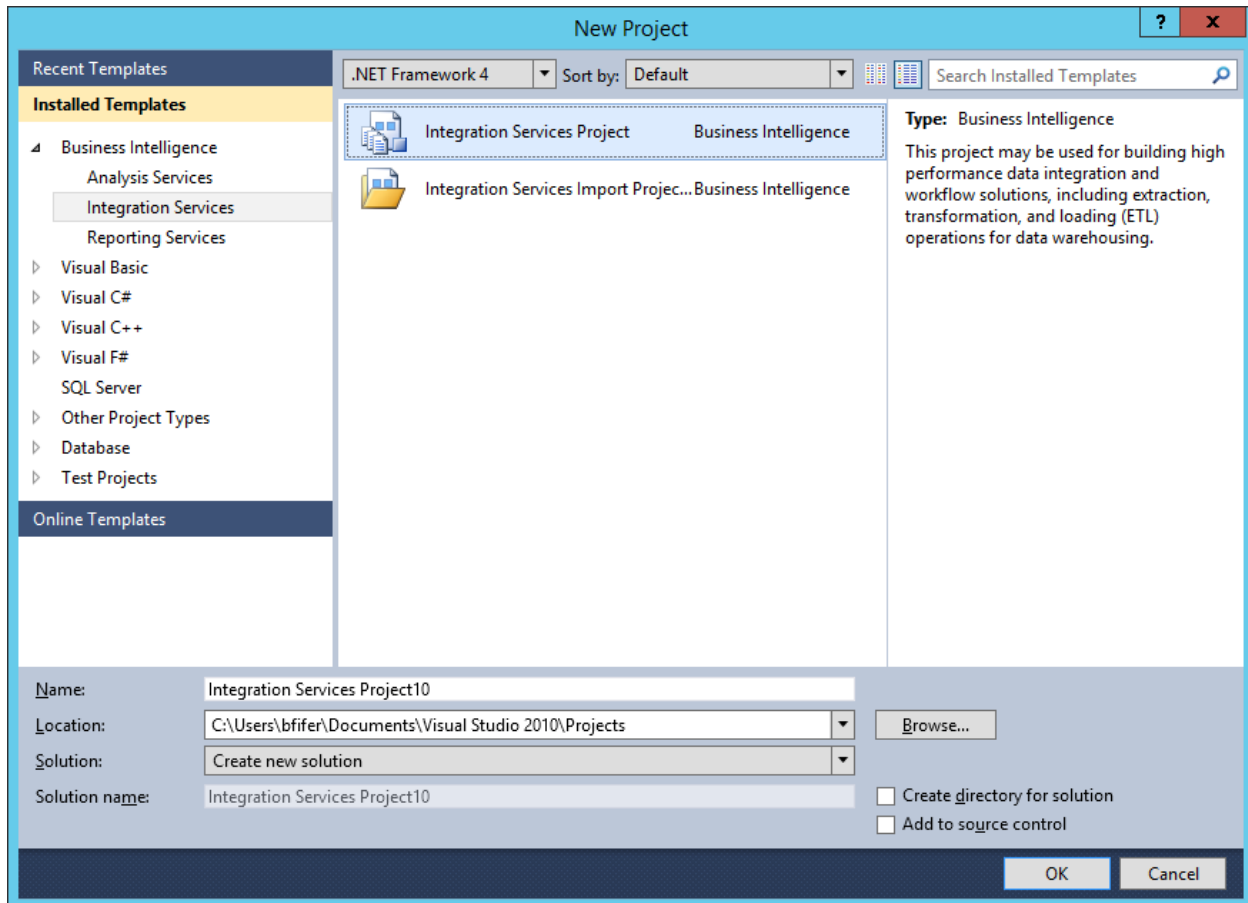 New Project
?
x
Recent Templates
Installed Templates
Business Intelligence
Analysis Services
Integration Services
Reporting Services
Visual Basic
Visual C#
Visual C++
Visual F#
SQL Server
Other Project Types
Database
Test Projects
Online Templates
.NET Framework 4
Sort by:
Default
Search Installed Templates
Integration Services Project
Business Intelligence
Integration Services Import Projec...
Business Intelligence
Type: Business Intelligence
This project may be used for building high
performance data integration and
workflow solutions, including extraction,
transformation, and loading (ETL)
operations for data warehousing.
Name:
Integration Services Project10
Location:
C:\Users\bfifer\Documents\Visual Studio 2010\Projects
Browse...
Solution:
Create new solution
Solution name:
Integration Services Project10
Create directory for solution
Add to source control
OK
Cancel